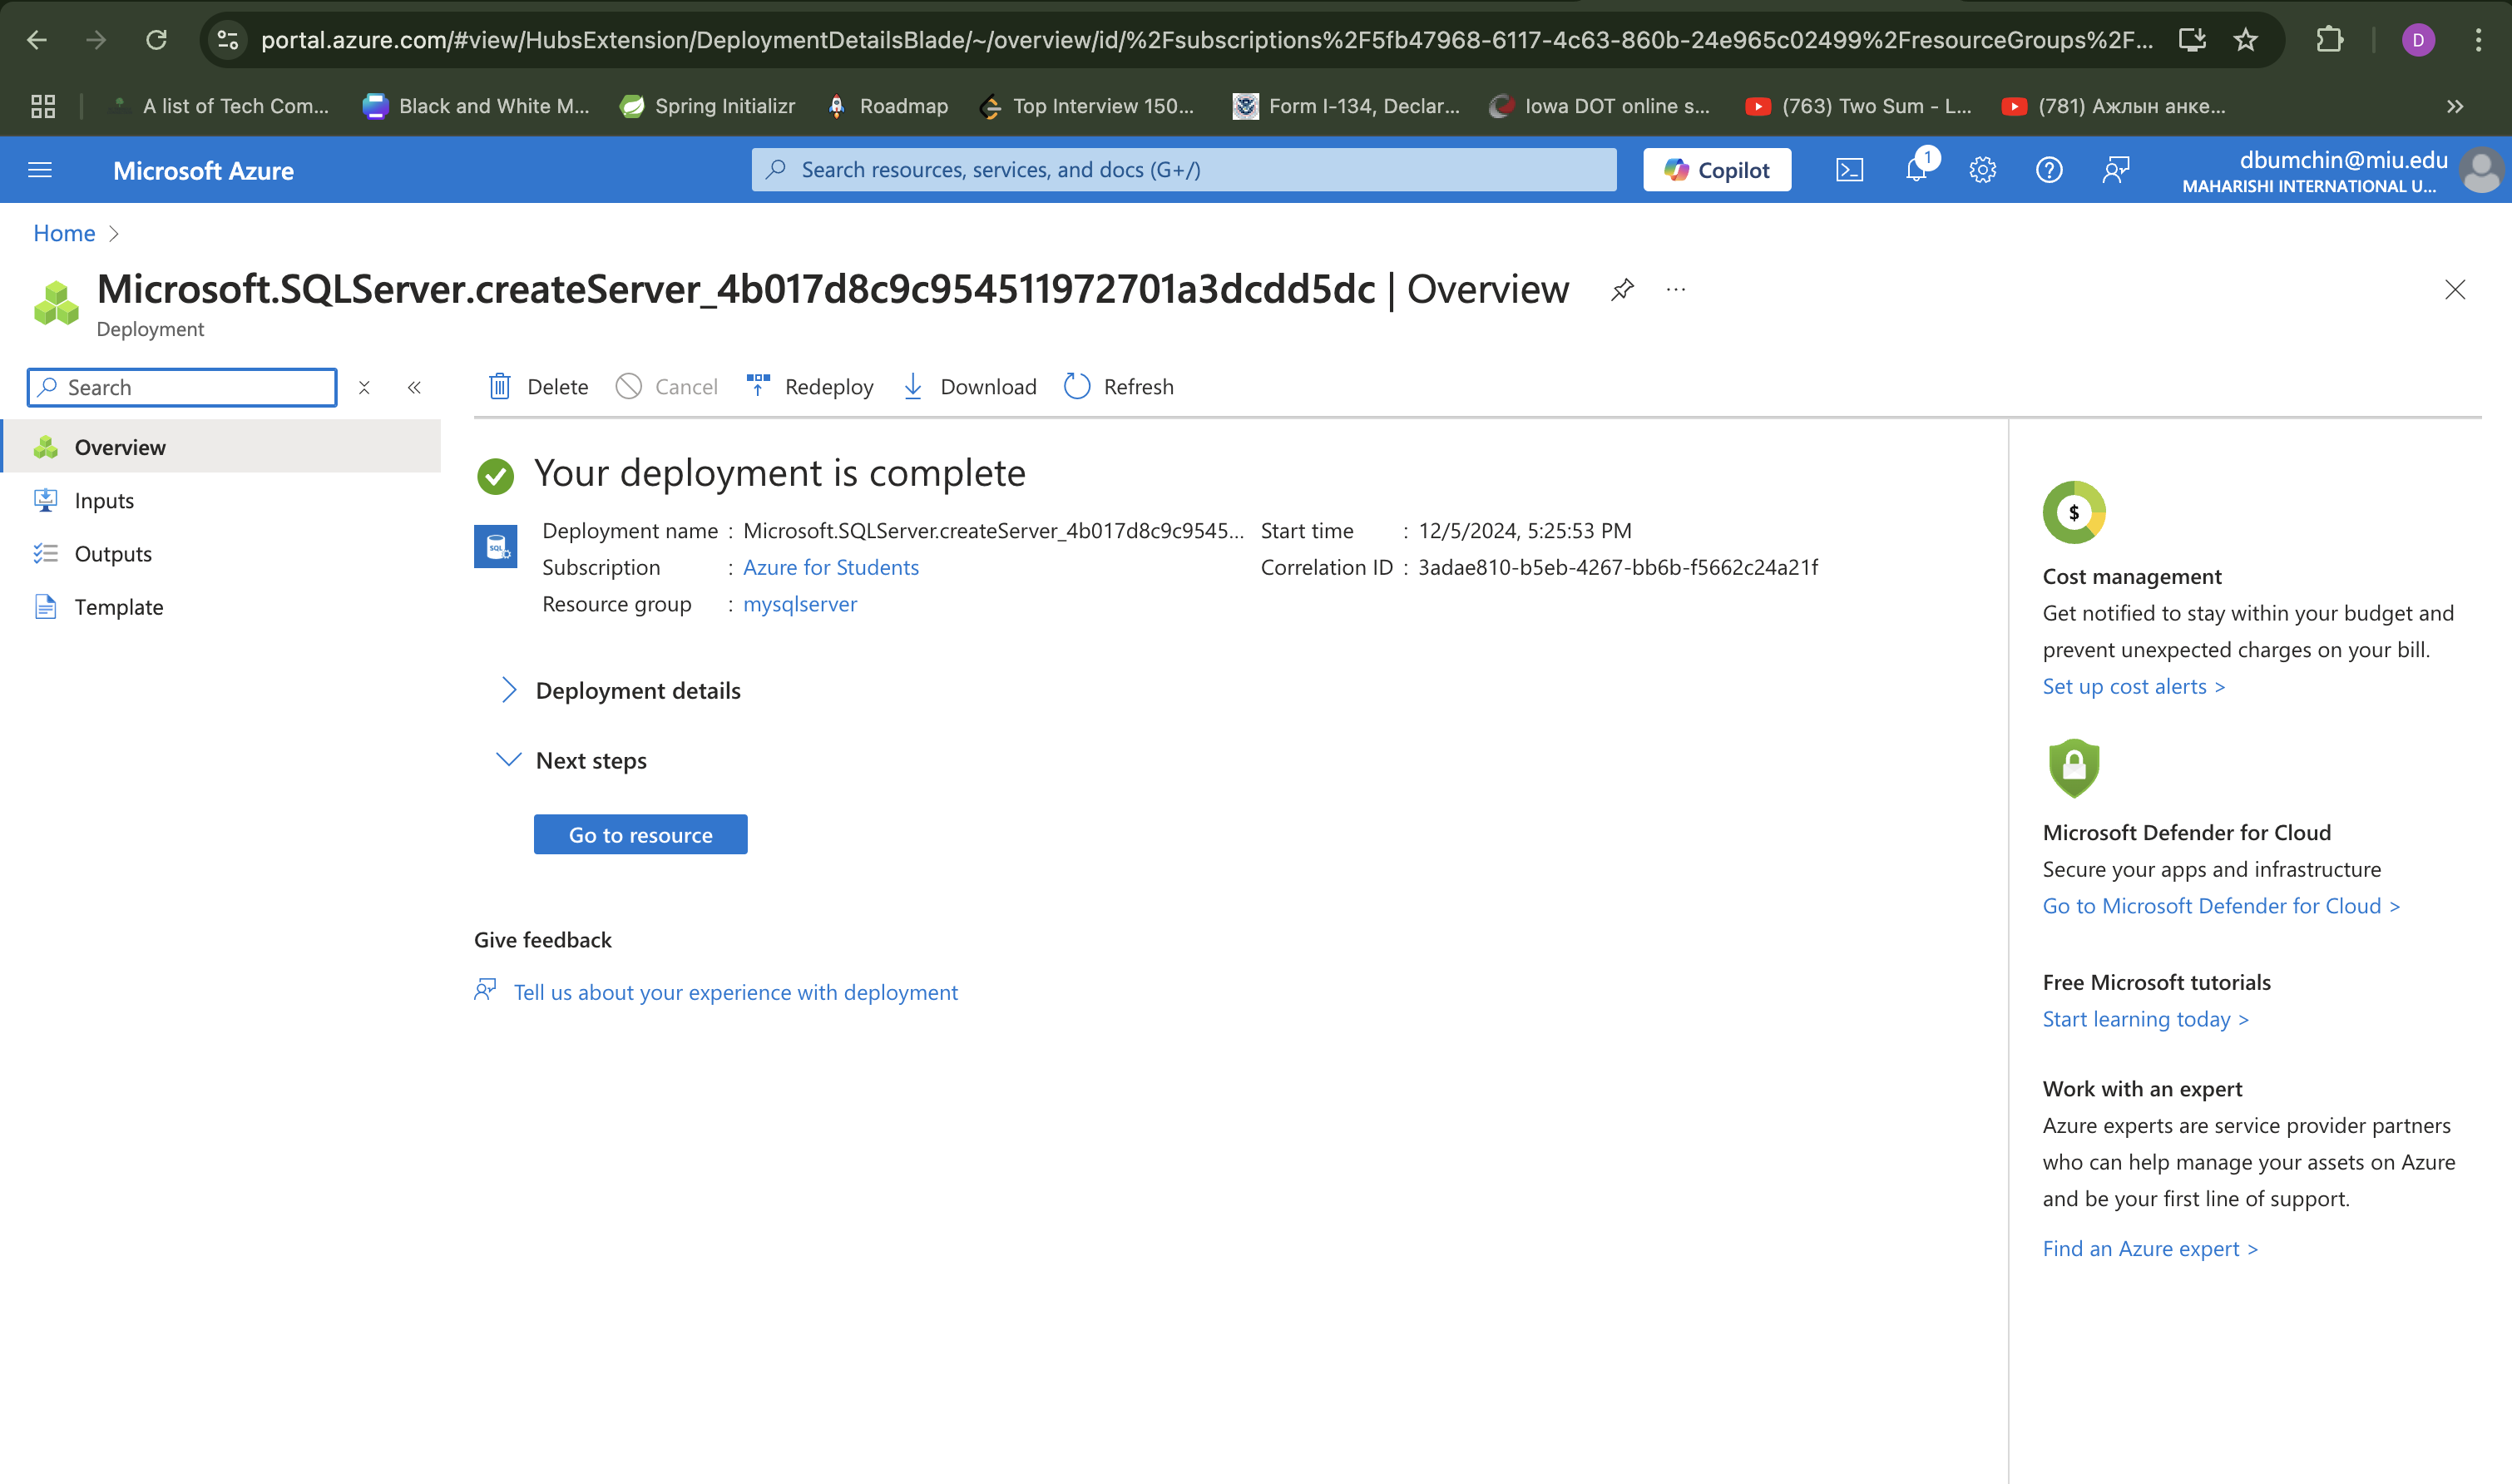 portal.azure.com/#view/HubsExtension/DeploymentDetailsBlade/~/overview/id/%2Fsubscriptions%2F5fb47968-6117-4c63-860b-24e965c02499%2FresourceGroups%2F...
D
A list of Tech Com...
Black and White M...
Spring Initializr
Roadmap
Top Interview 150...
Form I-134, Declar...
Iowa DOT online s...
(763) Two Sum - L...
(781) Ажлын анке...
Microsoft Azure
Search resources, services, and docs (G+/)
Copilot
1
dbumchin@miu.edu
MAHARISHI INTERNATIONAL U...
Home
Microsoft.SQLServer.createServer_4b017d8c9c954511972701a3dcdd5dc | Overview
Deployment
Search
Delete
Cancel
Redeploy
Download
Refresh
Overview
Inputs
Outputs
Template
Your deployment is complete
SQL
Deployment name : Microsoft.SQLServer.createServer_4b017d8c9c9545...
Subscription : Azure for Students
Resource group : mysqlserver
Start time : 12/5/2024, 5:25:53 PM
Correlation ID : 3adae810-b5eb-4267-bb6b-f5662c24a21f
Deployment details
Next steps
Go to resource
Give feedback
Tell us about your experience with deployment
$
Cost management
Get notified to stay within your budget and
prevent unexpected charges on your bill.
Set up cost alerts >
Microsoft Defender for Cloud
Secure your apps and infrastructure
Go to Microsoft Defender for Cloud >
Free Microsoft tutorials
Start learning today >
Work with an expert
Azure experts are service provider partners
who can help manage your assets on Azure
and be your first line of support.
Find an Azure expert >